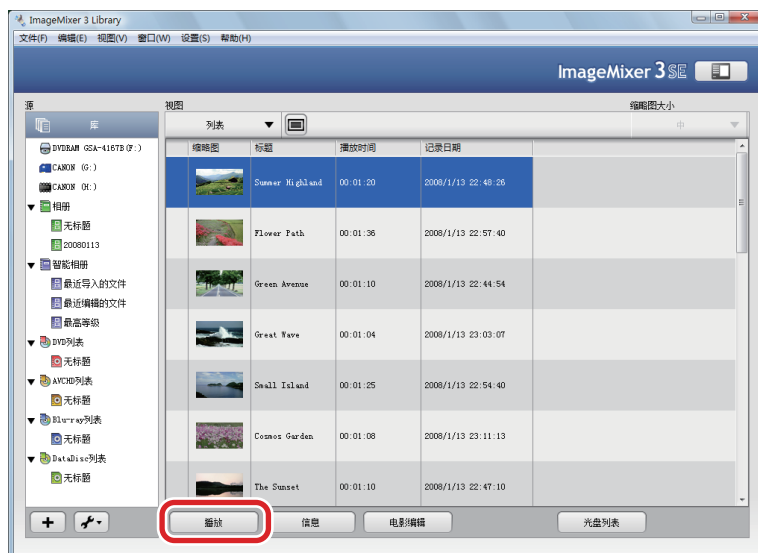 ImageMixer 3 Library
文件(F) 编辑(E) 视图(V) 窗口(W) 设置(S) 帮助(H)
ImageMixer 3 SE
源 视图 缩略图大小
库 列表 中
缩略图 标题 播放时间 记录日期
DVDRAM GSA-4167B(F:)
CANON (G:)
CANON (H:)
相册
无标题
20080113
智能相册
最近导入的文件
最近编辑的文件
最高等级
DVD列表
无标题
AVCHD列表
无标题
Blu-ray列表
无标题
DataDisc列表
无标题
Summer Highland 00:01:20 2008/1/13 22:48:26
Flower Path 00:01:36 2008/1/13 22:57:40
Green Avenue 00:01:10 2008/1/13 22:44:54
Great Wave 00:01:04 2008/1/13 23:03:07
Small Island 00:01:25 2008/1/13 22:54:40
Cosmos Garden 00:01:08 2008/1/13 23:11:13
The Sunset 00:01:10 2008/1/13 22:47:10
播放 信息 电影编辑 光盘列表